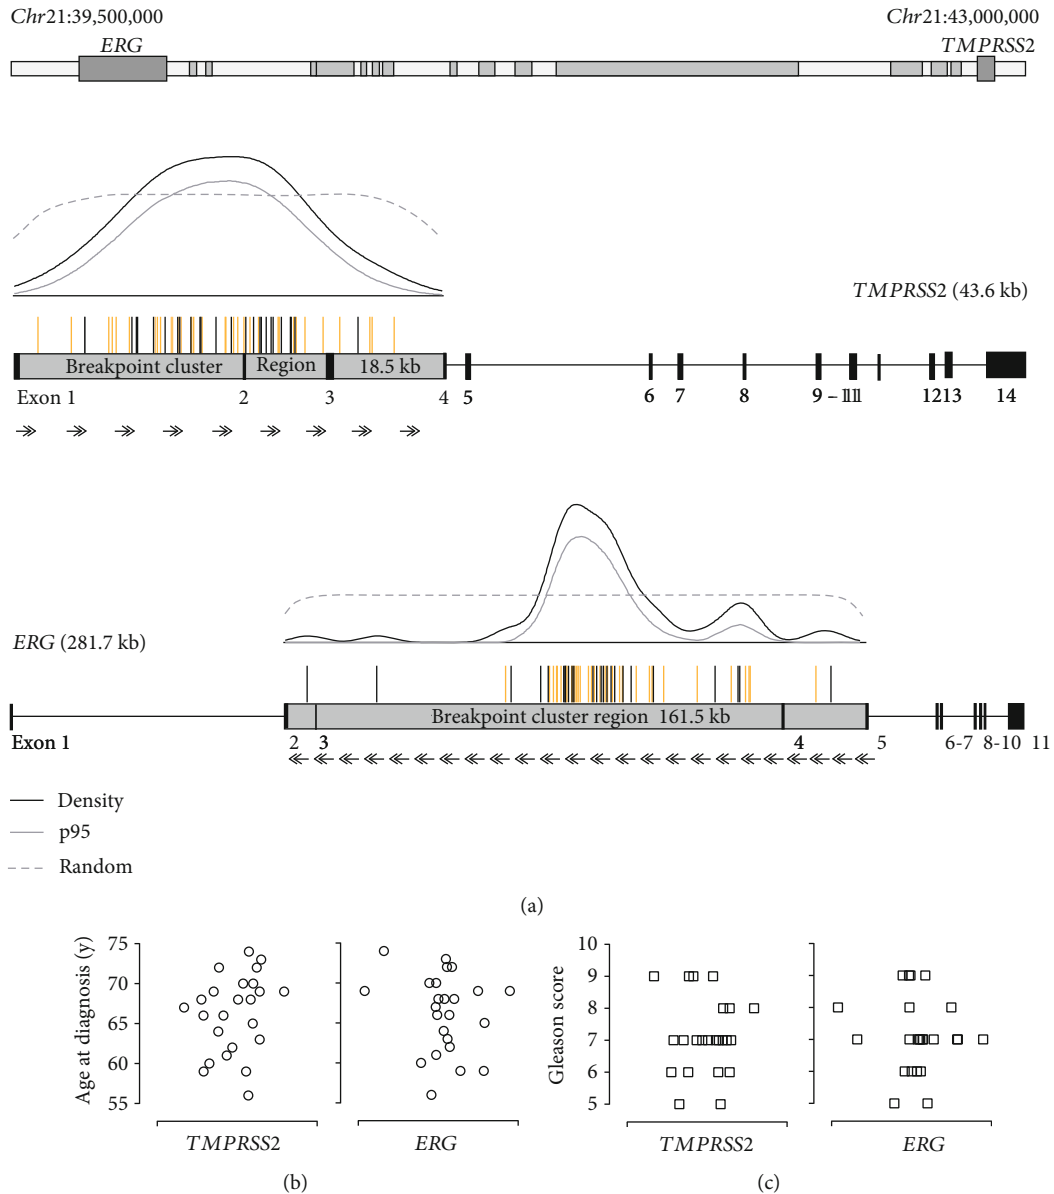 Chr21:39,500,000 Chr21:43,000,000
ERG TMPRSS2
TMPRSS2 (43.6 kb)
Breakpoint cluster Region 18.5 kb
Exon 1 2 3 4 5 6 7 8 9 – 11 1213 14
ERG (281.7 kb)
Breakpoint cluster region 161.5 kb
Exon 1 2 3 4 5 6-7 8-10 11
Density
p95
Random
(a)
Age at diagnosis (y)
75
70
65
60
55
TMPRSS2 ERG
(b)
Gleason score
10
9
8
7
6
5
TMPRSS2 ERG
(c)